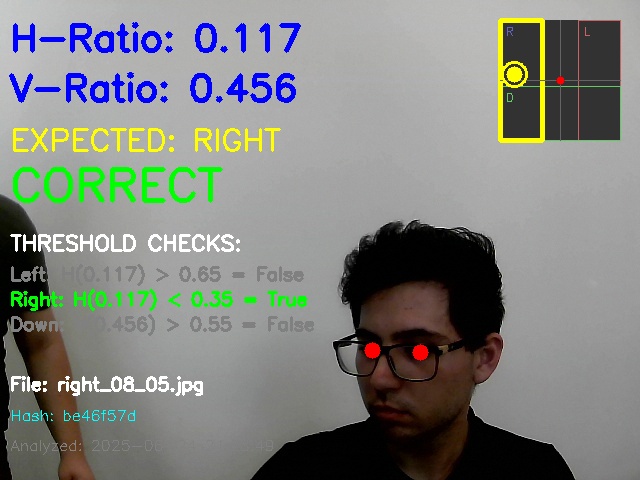 H-Ratio: 0.117
V-Ratio: 0.456
EXPECTED: RIGHT
CORRECT
THRESHOLD CHECKS:
Left: H(0.117) > 0.65 = False
Right: H(0.117) < 0.35 = True
Down: (0.456) > 0.55 = False
File: right_08_05.jpg
Hash: be46f57d
Analyzed:
R
L
D